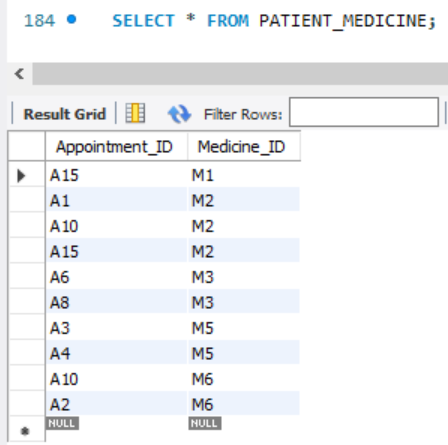 184 SELECT * FROM PATIENT_MEDICINE;
Result Grid Filter Rows:
Appointment_ID Medicine_ID
A15 M1
A1 M2
A10 M2
A15 M2
A6 M3
A8 M3
A3 M5
A4 M5
A10 M6
A2 M6
NULL NULL